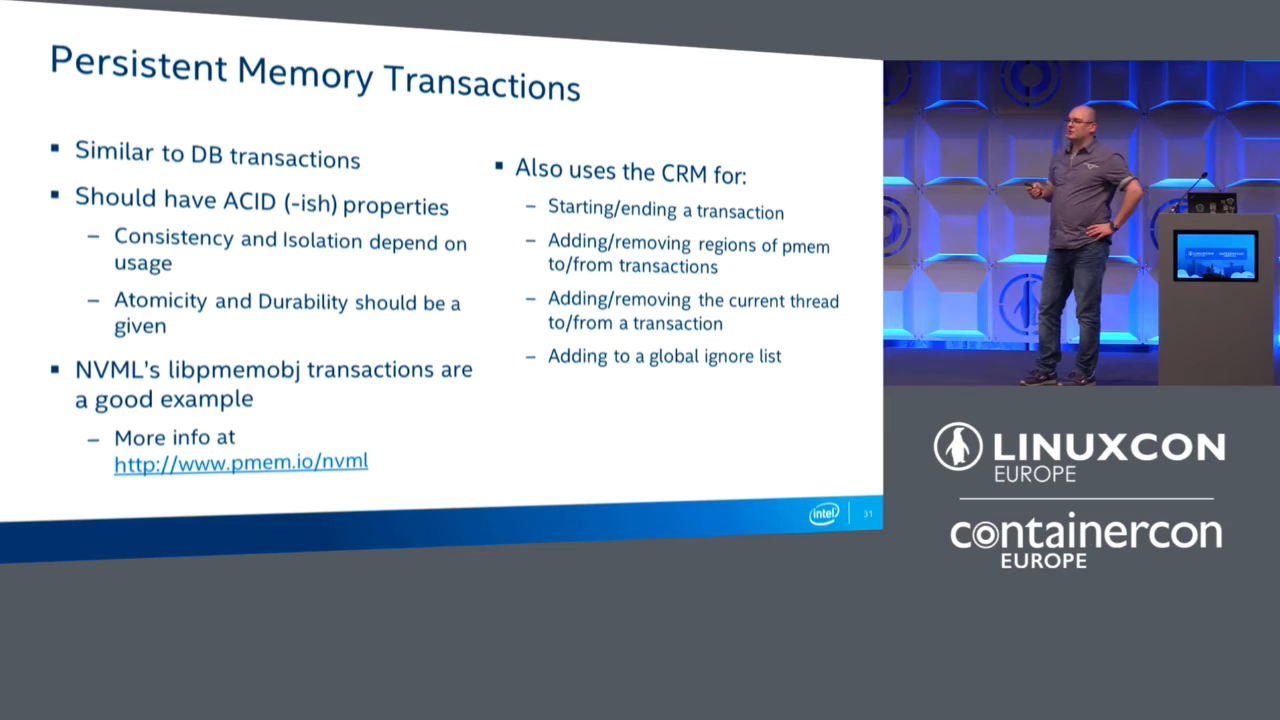 Persistent Memory Transactions
▪ Similar to DB transactions
▪ Should have ACID (-ish) properties
– Consistency and Isolation depend on
usage
– Atomicity and Durability should be a
given
▪ NVML's libpmemobj transactions are
a good example
– More info at
http://www.pmem.io/nvml
▪ Also uses the CRM for:
– Starting/ending a transaction
– Adding/removing regions of pmem
to/from transactions
– Adding/removing the current thread
to/from a transaction
– Adding to a global ignore list
intel
31
LINUXCON
EUROPE
containercon
EUROPE